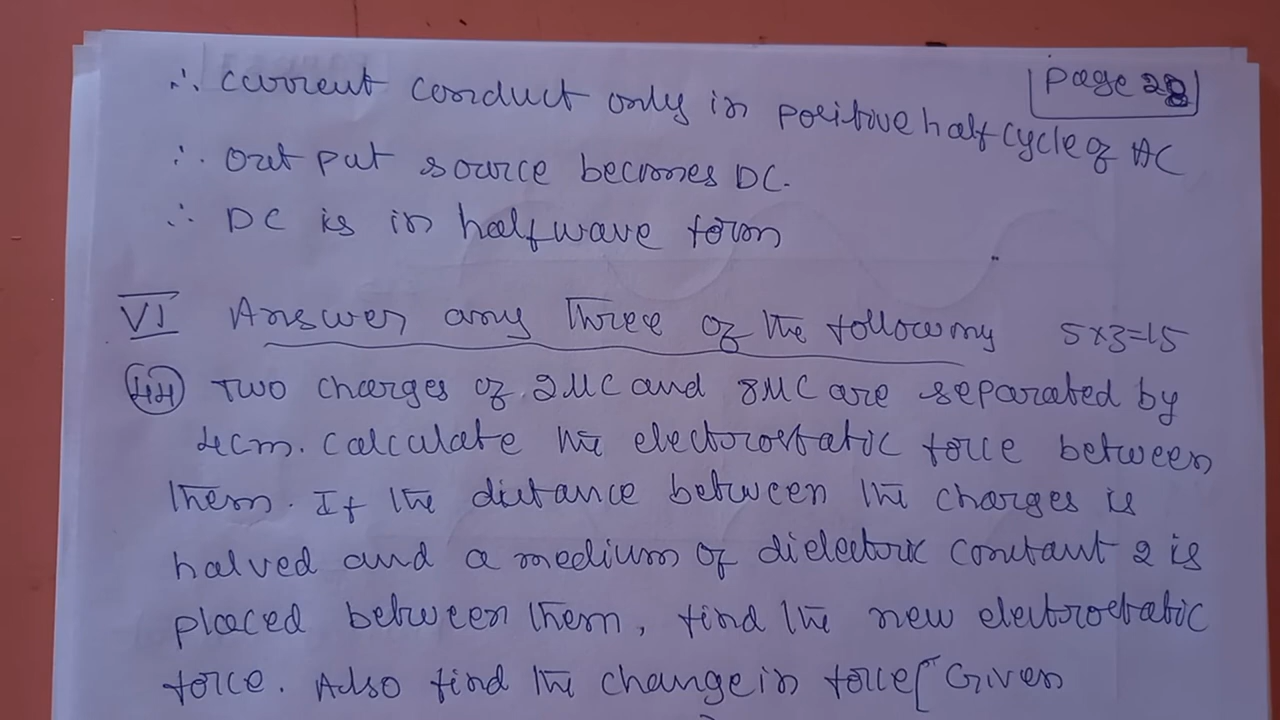 ∴ current conduct only in positive half cycle of AC
page 28
∴ Out put source becomes DC.
∴ DC is in halfwave form
VI Answer any Three of the following 5x3=15
44) Two charges of 2μC and 8μC are separated by
4cm. calculate the electrostatic force between
them. If the distance between the charges is
halved and a medium of dielectric constant 2 is
placed between them, find the new electrostatic
force. Also find the change in force [Given